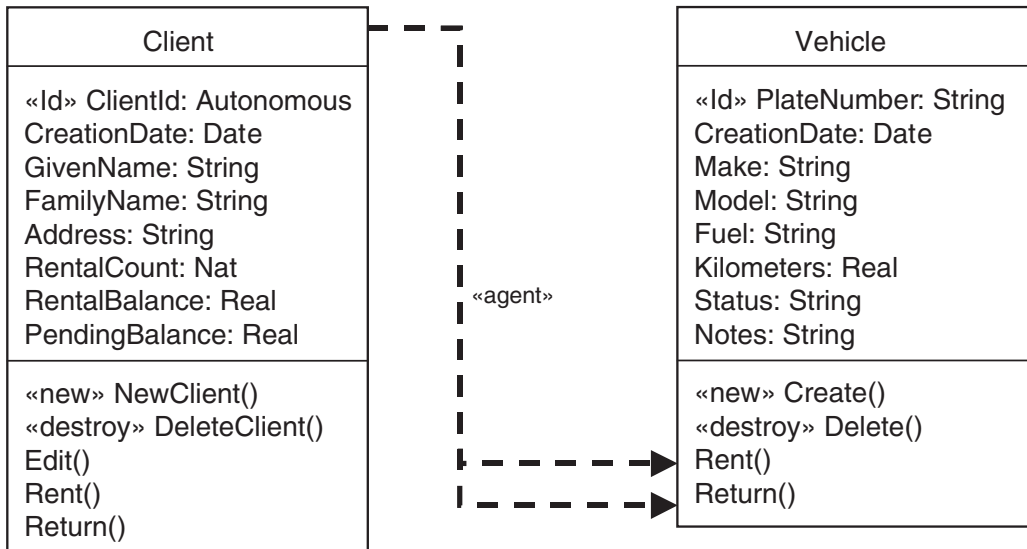 Client
«Id» ClientId: Autonomous
CreationDate: Date
GivenName: String
FamilyName: String
Address: String
RentalCount: Nat
RentalBalance: Real
PendingBalance: Real
«new» NewClient()
«destroy» DeleteClient()
Edit()
Rent()
Return()
«agent»
Vehicle
«Id» PlateNumber: String
CreationDate: Date
Make: String
Model: String
Fuel: String
Kilometers: Real
Status: String
Notes: String
«new» Create()
«destroy» Delete()
Rent()
Return()